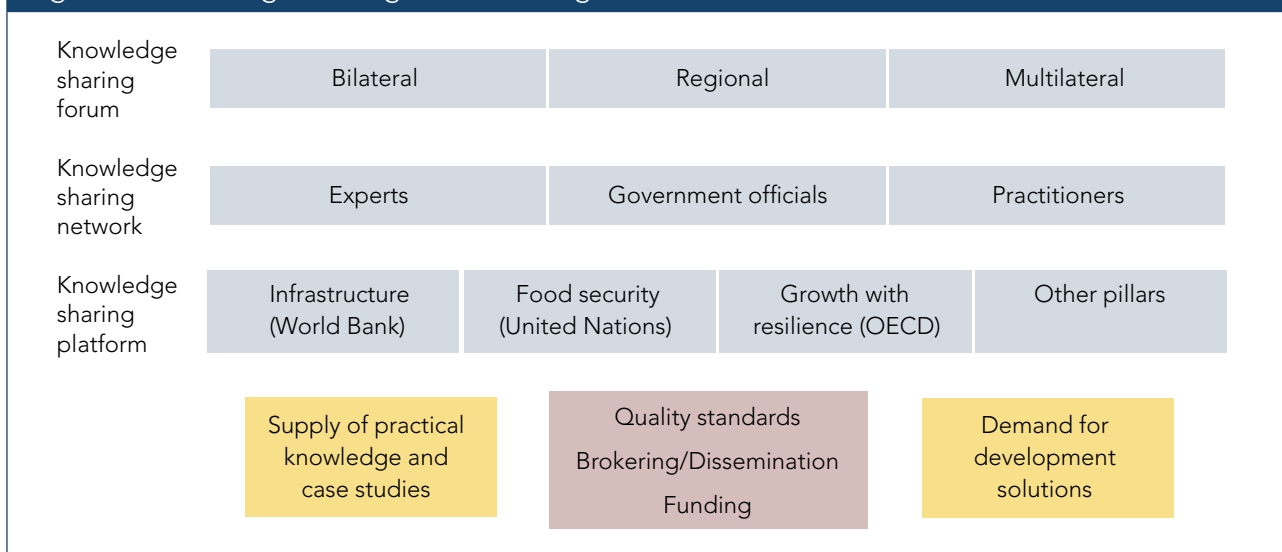 Knowledge
sharing
forum
Bilateral
Regional
Multilateral
Knowledge
sharing
network
Experts
Government officials
Practitioners
Knowledge
sharing
platform
Infrastructure
(World Bank)
Food security
(United Nations)
Growth with
resilience (OECD)
Other pillars
Supply of practical
knowledge and
case studies
Quality standards
Brokering/Dissemination
Funding
Demand for
development
solutions